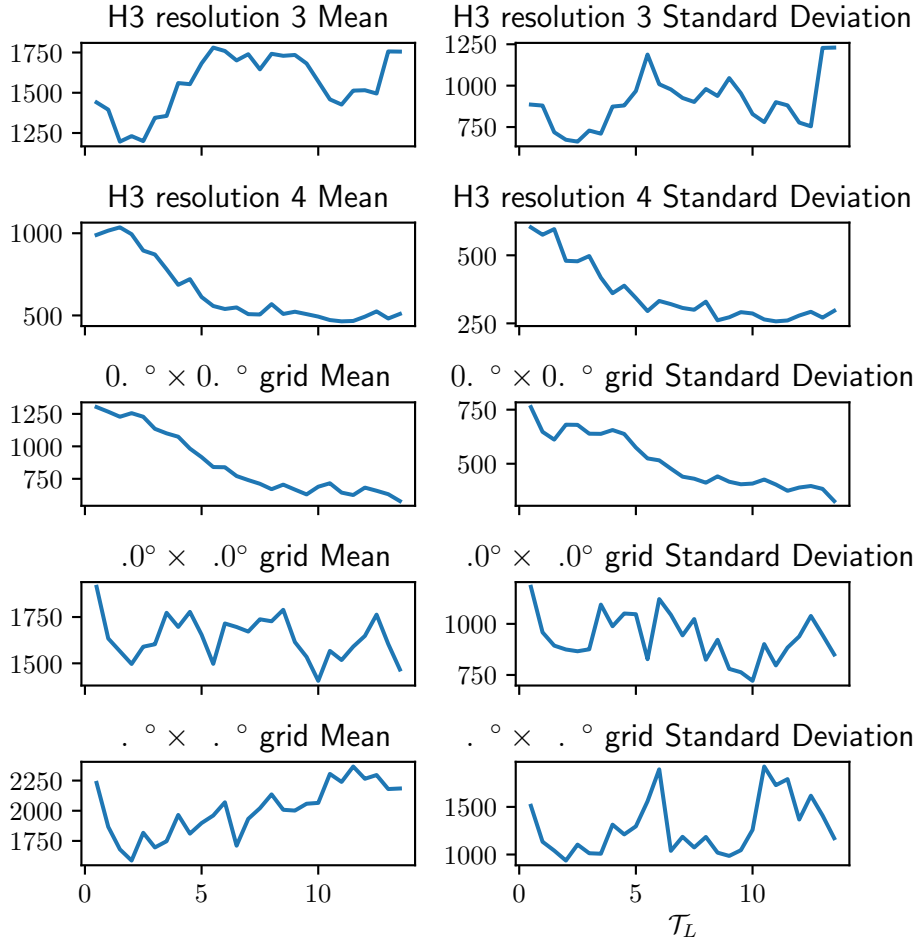 H3 resolution 3 Mean
H3 resolution 3 Standard Deviation
1750
1500
1250
1250
1000
750
H3 resolution 4 Mean
H3 resolution 4 Standard Deviation
1000
500
500
250
0. ° × 0. ° grid Mean
0. ° × 0. ° grid Standard Deviation
1250
1000
750
750
500
.0° × .0° grid Mean
.0° × .0° grid Standard Deviation
1750
1500
1000
750
. ° × . ° grid Mean
. ° × . ° grid Standard Deviation
2250
2000
1750
1500
1000
0 5 10
0 5 10
𝒯_L